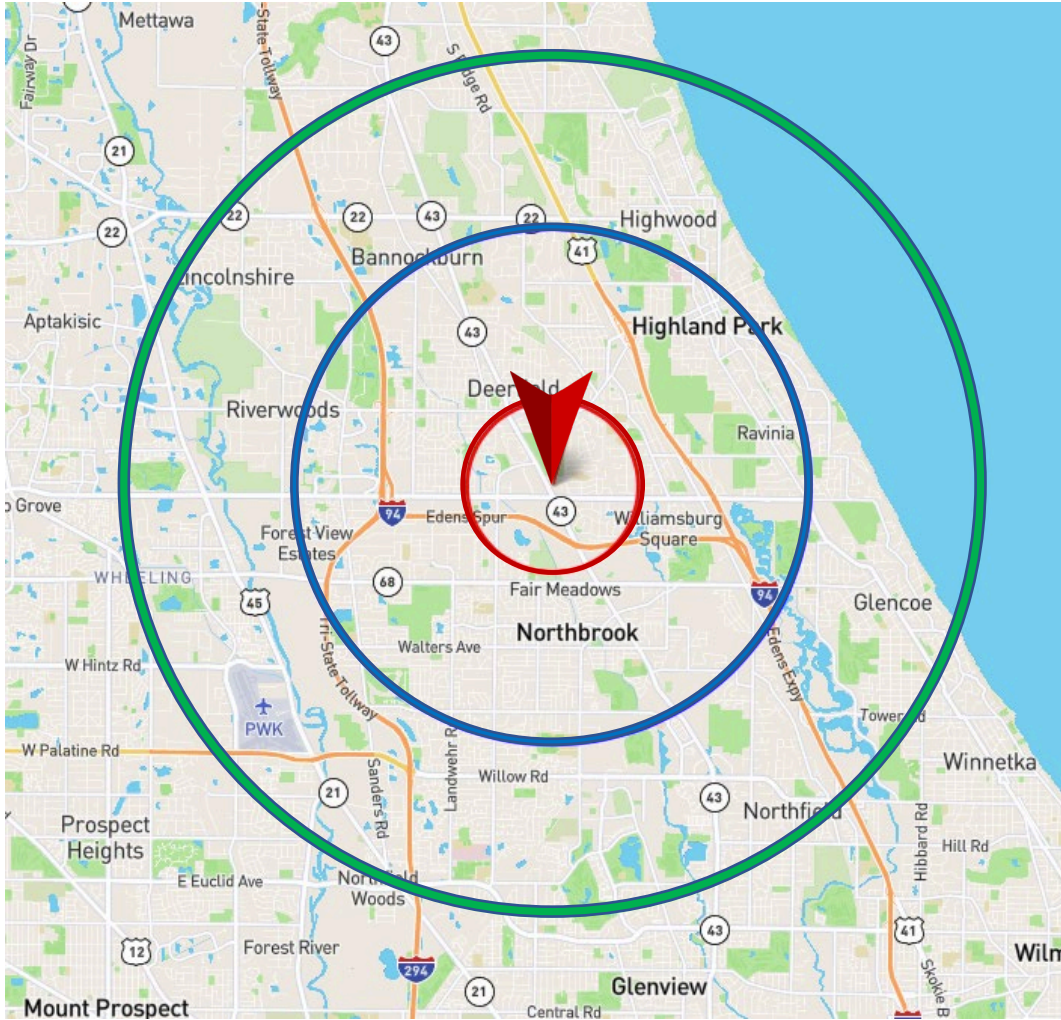 Mettawa
43
S Ridge Rd
-State Tollway
Fairway Dr
21
22
22
22
43
22
Highwood
41
Bannockburn
Lincolnshire
Aptakisic
43
Highland Park
Deerfield
Riverwoods
Ravinia
o Grove
94
Edens Spur
43
Williamsburg
Square
Forest View
Estates
WHEELING
68
Fair Meadows
94
45
Glencoe
Northbrook
Walters Ave
W Hintz Rd
Tri-State Tollway
Edens Expy
PWK
Tower Rd
W Palatine Rd
Landwehr R
Sanders Rd
Willow Rd
Winnetka
21
43
Northfield
Prospect
Heights
Hibbard Rd
Hill Rd
E Euclid Ave
Northfield
Woods
43
41
12
Forest River
Wilm
294
Skokie B
21
Glenview
Mount Prospect
Central Rd